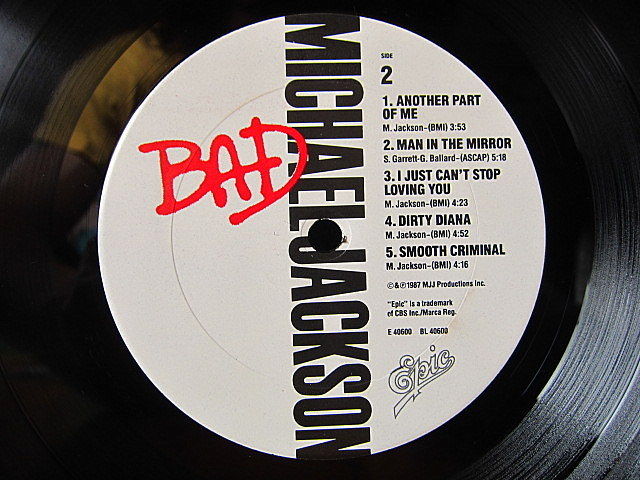 BAD
MICHAEL JACKSON
SIDE
2
1. ANOTHER PART
OF ME
M. Jackson–(BMI) 3:53
2. MAN IN THE MIRROR
S. Garrett-G. Ballard–(ASCAP) 5:18
3. I JUST CAN'T STOP
LOVING YOU
M. Jackson–(BMI) 4:23
4. DIRTY DIANA
M. Jackson–(BMI) 4:52
5. SMOOTH CRIMINAL
M. Jackson–(BMI) 4:16
©&℗1987 MJJ Productions Inc.
"Epic" is a trademark
of CBS Inc./Marca Reg.
E 40600 BL 40600
Epic